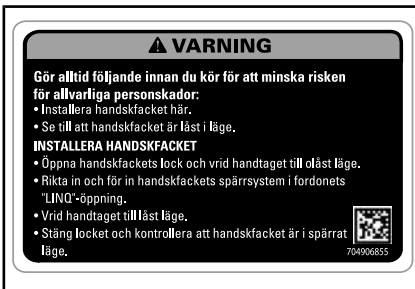 VARNING
Gör alltid följande innan du kör för att minska risken
för allvarliga personskador:
• Installera handskfacket här.
• Se till att handskfacket är låst i läge.
INSTALLERA HANDSKFACKET
• Öppna handskfackets lock och vrid handtaget till olåst läge.
• Rikta in och för in handskfackets spärrsystem i fordonets
"LINQ"-öppning.
• Vrid handtaget till låst läge.
• Stäng locket och kontrollera att handskfacket är i spärrat
läge.
704906855